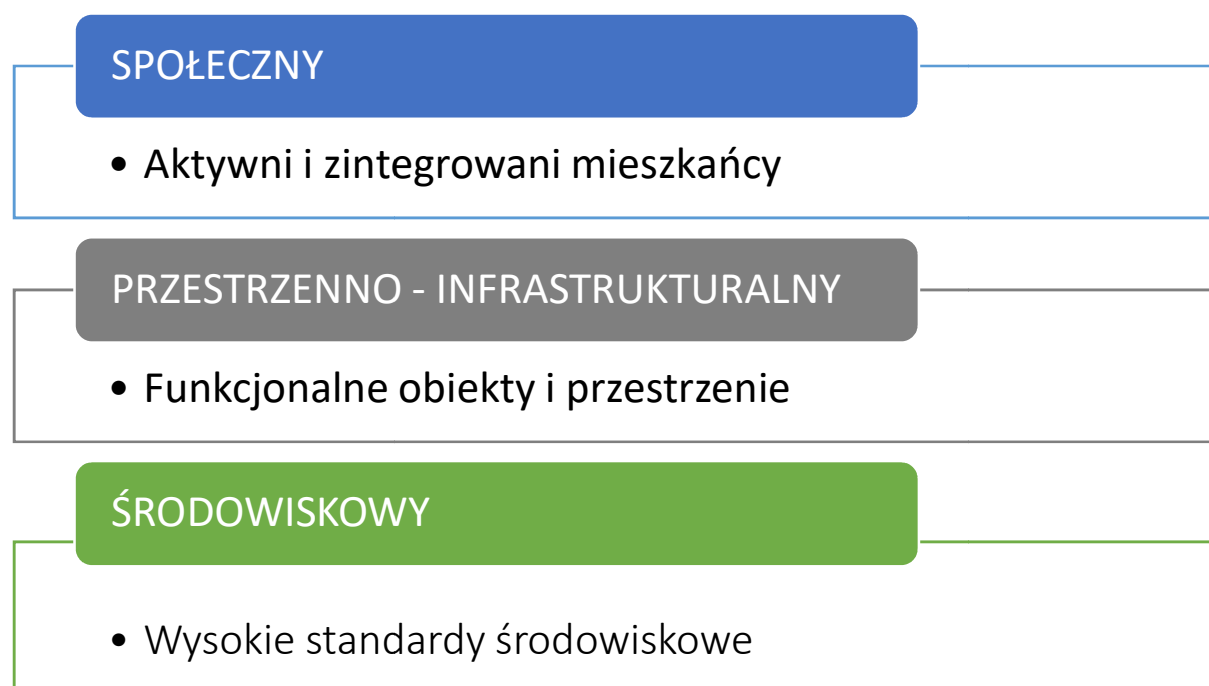 SPOŁECZNY
• Aktywni i zintegrowani mieszkańcy
PRZESTRZENNO - INFRASTRUKTURALNY
• Funkcjonalne obiekty i przestrzenie
ŚRODOWISKOWY
• Wysokie standardy środowiskowe